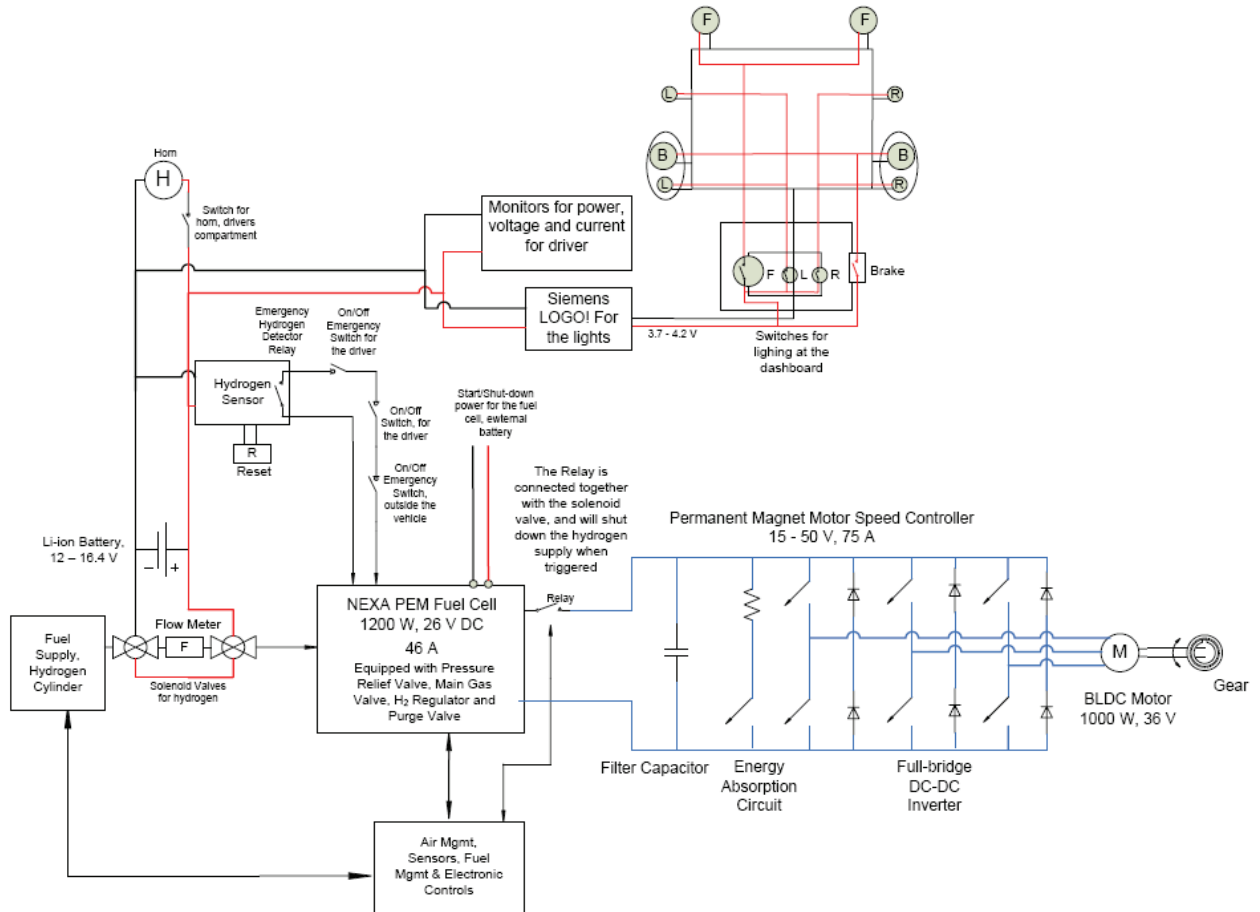 F
F
L
R
B
B
L
R
Horn
H
Switch for
horn, drivers
compartment
Monitors for power,
voltage and current
for driver
F
L
R
Brake
Siemens
LOGO! For
the lights
3.7 - 4.2 V
Switches for
lighing at the
dashboard
Emergency
Hydrogen
Detector
Relay
On/Off
Emergency
Switch for
the driver
Hydrogen
Sensor
R
Reset
On/Off
Switch, for
the driver
On/Off
Emergency
Switch,
outside the
vehicle
Start/Shut-down
power for the fuel
cell, ewternal
battery
The Relay is
connected together
with the solenoid
valve, and will shut
down the hydrogen
supply when
triggered
Permanent Magnet Motor Speed Controller
15 - 50 V, 75 A
Li-ion Battery,
12 – 16.4 V
− +
Fuel
Supply,
Hydrogen
Cylinder
Flow Meter
F
Solenoid Valves
for hydrogen
NEXA PEM Fuel Cell
1200 W, 26 V DC
46 A
Equipped with Pressure
Relief Valve, Main Gas
Valve, H₂ Regulator and
Purge Valve
Relay
M
Gear
BLDC Motor
1000 W, 36 V
Filter Capacitor
Energy
Absorption
Circuit
Full-bridge
DC-DC
Inverter
Air Mgmt,
Sensors, Fuel
Mgmt & Electronic
Controls